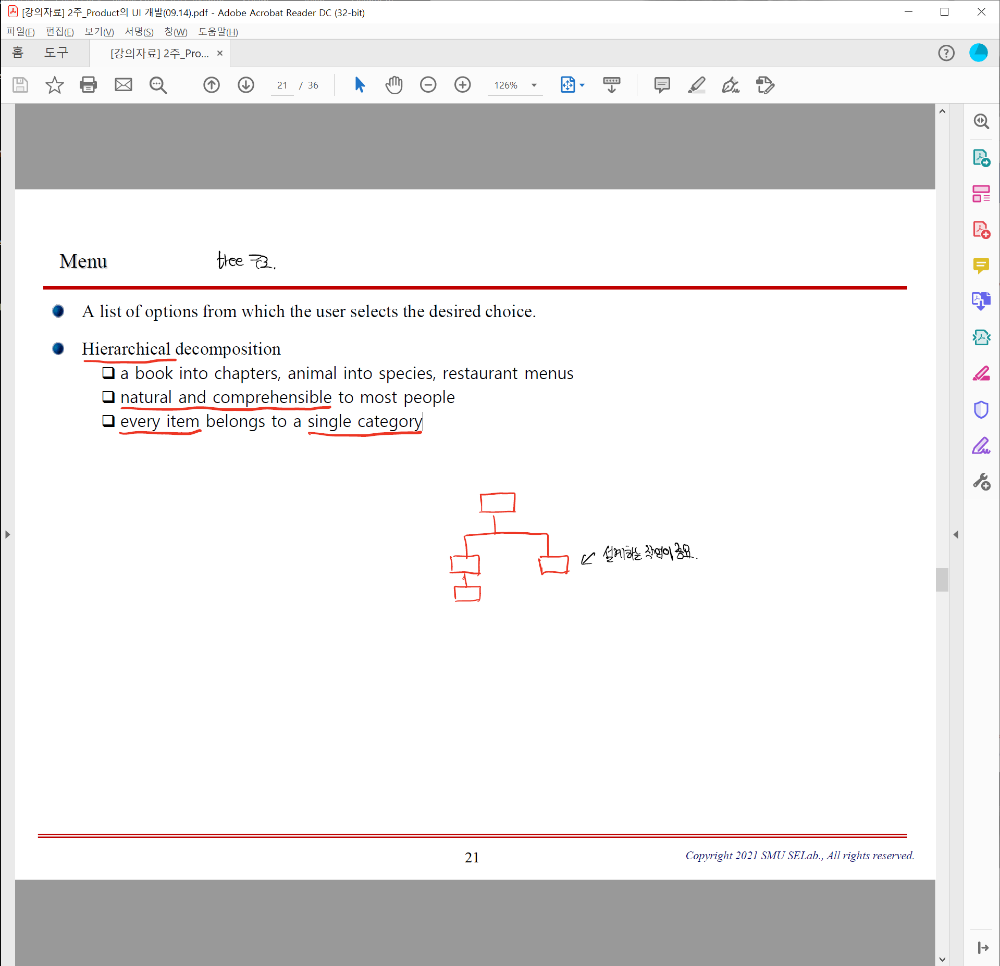 [강의자료] 2주_Product의 UI 개발(09.14).pdf - Adobe Acrobat Reader DC (32-bit)
파일(F) 편집(E) 보기(V) 서명(S) 창(W) 도움말(H)
홈 도구 [강의자료] 2주_Pro... ×
21 / 36 126%
Menu tree 구조.
A list of options from which the user selects the desired choice.
Hierarchical decomposition
a book into chapters, animal into species, restaurant menus
natural and comprehensible to most people
every item belongs to a single category
설계하는 작업이 중요.
21
Copyright 2021 SMU SELab., All rights reserved.